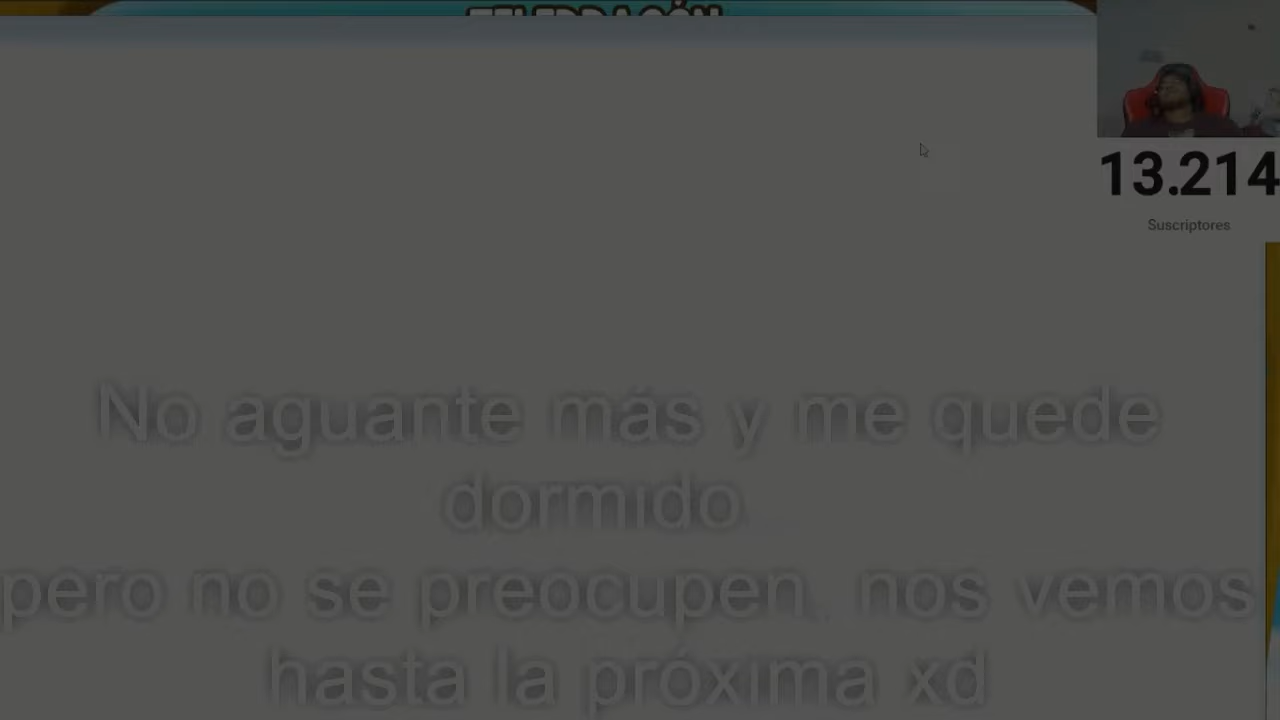 TELEDRAGÓN
13.214
Suscriptores
No aguante más y me quede
dormido
pero no se preocupen, nos vemos
hasta la próxima xd